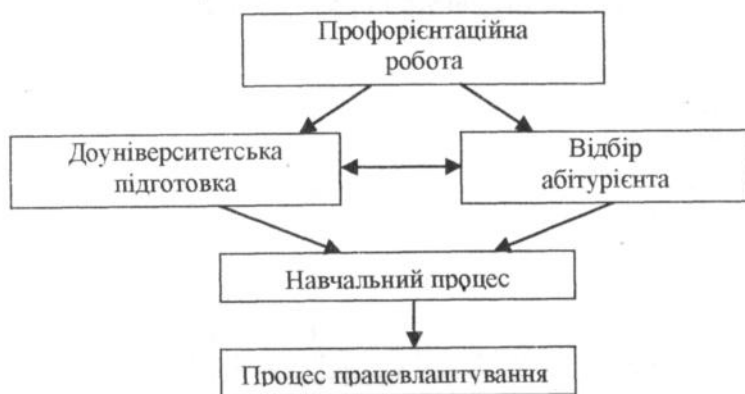 Профорієнтаційна
робота
Доуніверситетська
підготовка
Відбір
абітурієнта
Навчальний процес
Процес працевлаштування